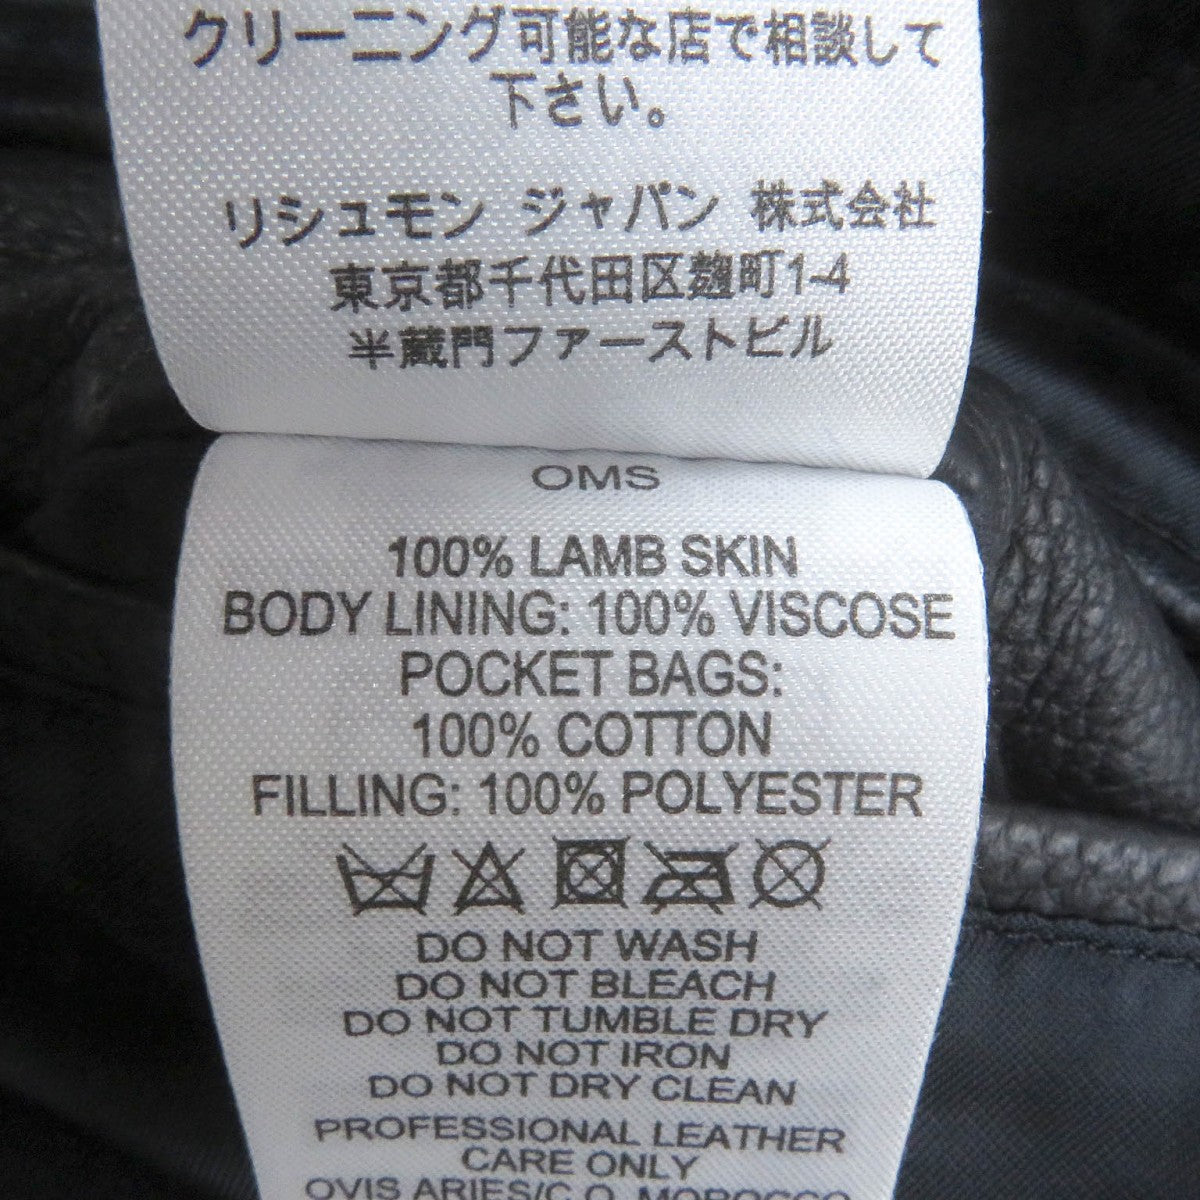 クリーニング可能な店で相談して
下さい。
リシュモン ジャパン 株式会社
東京都千代田区麹町1-4
半蔵門ファーストビル
OMS
100% LAMB SKIN
BODY LINING: 100% VISCOSE
POCKET BAGS:
100% COTTON
FILLING: 100% POLYESTER
DO NOT WASH
DO NOT BLEACH
DO NOT TUMBLE DRY
DO NOT IRON
DO NOT DRY CLEAN
PROFESSIONAL LEATHER
CARE ONLY
OVIS ARIES/C.O. MOROCCO